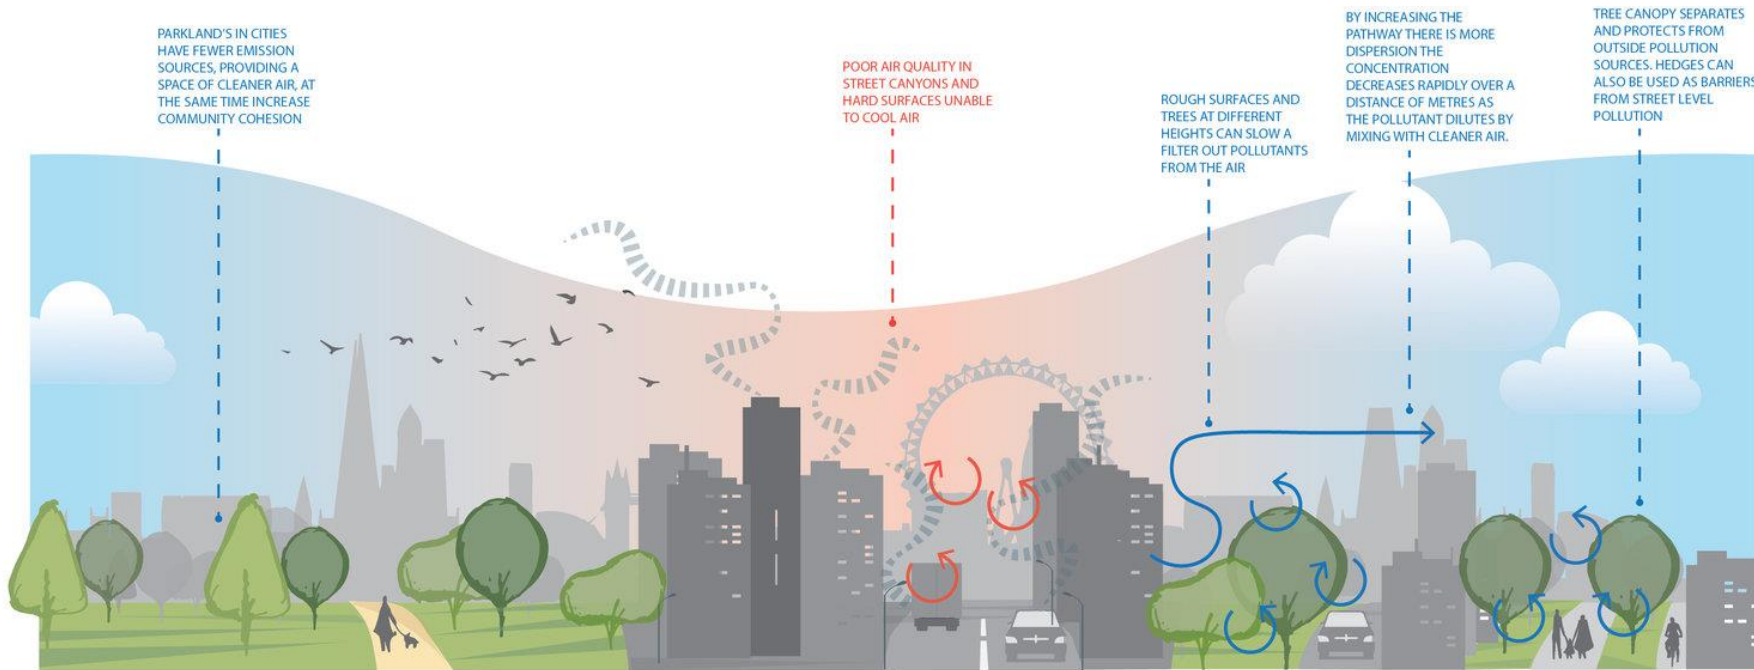 PARKLAND'S IN CITIES
HAVE FEWER EMISSION
SOURCES, PROVIDING A
SPACE OF CLEANER AIR, AT
THE SAME TIME INCREASE
COMMUNITY COHESION
POOR AIR QUALITY IN
STREET CANYONS AND
HARD SURFACES UNABLE
TO COOL AIR
ROUGH SURFACES AND
TREES AT DIFFERENT
HEIGHTS CAN SLOW A
FILTER OUT POLLUTANTS
FROM THE AIR
BY INCREASING THE
PATHWAY THERE IS MORE
DISPERSION THE
CONCENTRATION
DECREASES RAPIDLY OVER A
DISTANCE OF METRES AS
THE POLLUTANT DILUTES BY
MIXING WITH CLEANER AIR.
TREE CANOPY SEPARATES
AND PROTECTS FROM
OUTSIDE POLLUTION
SOURCES. HEDGES CAN
ALSO BE USED AS BARRIERS
FROM STREET LEVEL
POLLUTION